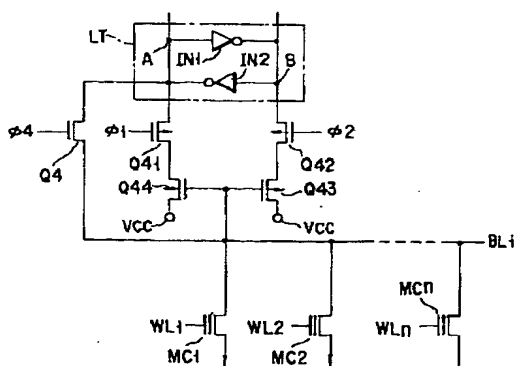 LT
A
IN1
IN2
B
φ4
φ1
φ2
Q4
Q41
Q42
Q44
Q43
VCC
VCC
BLi
MCn
WL1
WL2
WLn
MC1
MC2